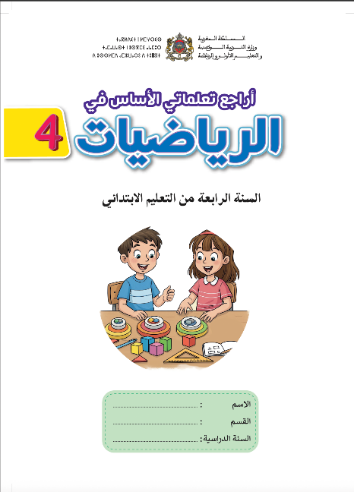 المملكة المغربية
وزارة التربية الوطنية
والتعليم الأولي والرياضة
أراجع تعلماتي الأساس في
الرياضيات
4
السنة الرابعة من التعليم الابتدائي
الاسم :
القسم :
السنة الدراسية: